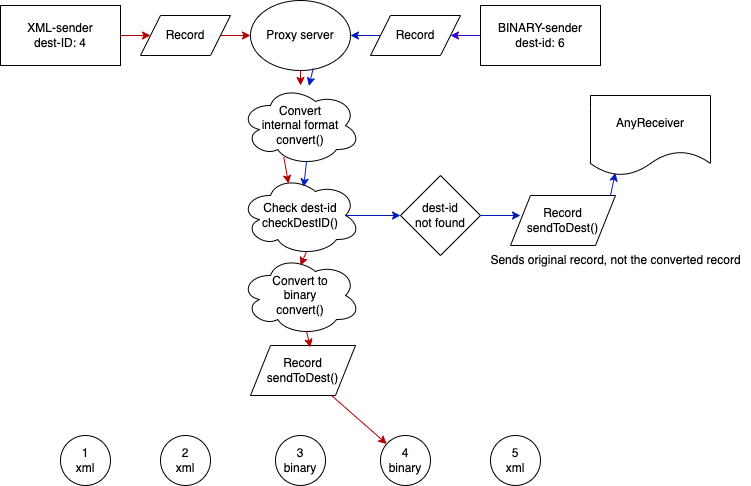 XML-sender
dest-ID: 4
Record
Proxy server
Record
BINARY-sender
dest-id: 6
Convert
internal format
convert()
AnyReceiver
Check dest-id
checkDestID()
dest-id
not found
Record
sendToDest()
Sends original record, not the converted record
Convert to
binary
convert()
Record
sendToDest()
1
xml
2
xml
3
binary
4
binary
5
xml